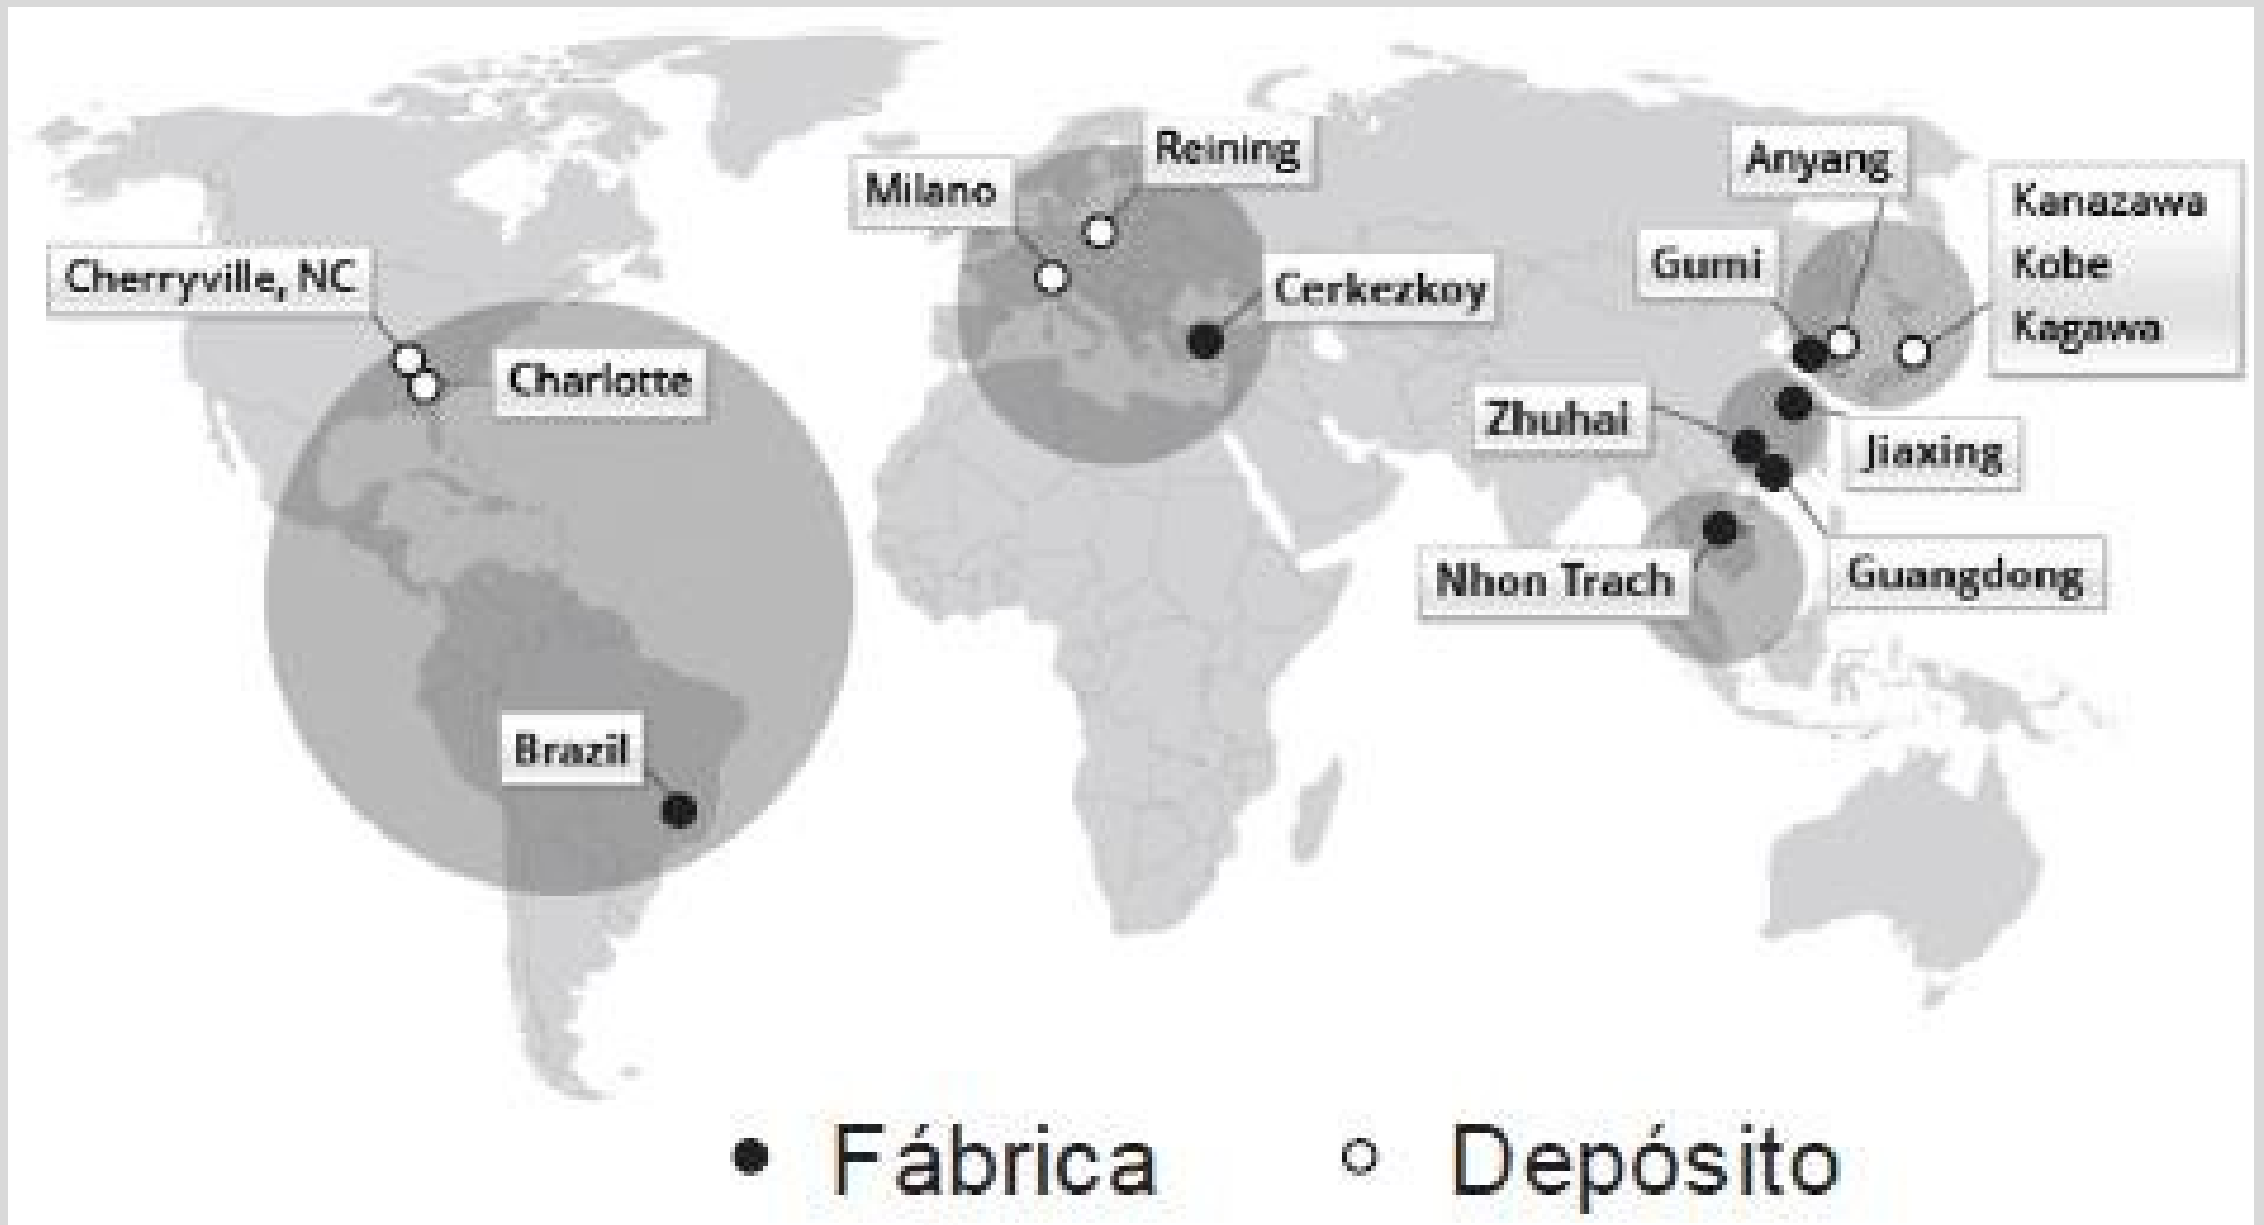 Reining
Anyang
Milano
Kanazawa
Kobe
Kagawa
Gumi
Cherryville, NC
Cerkezkoy
Charlotte
Zhuhai
Jiaxing
Nhon Trach
Guangdong
Brazil
Fábrica
Depósito